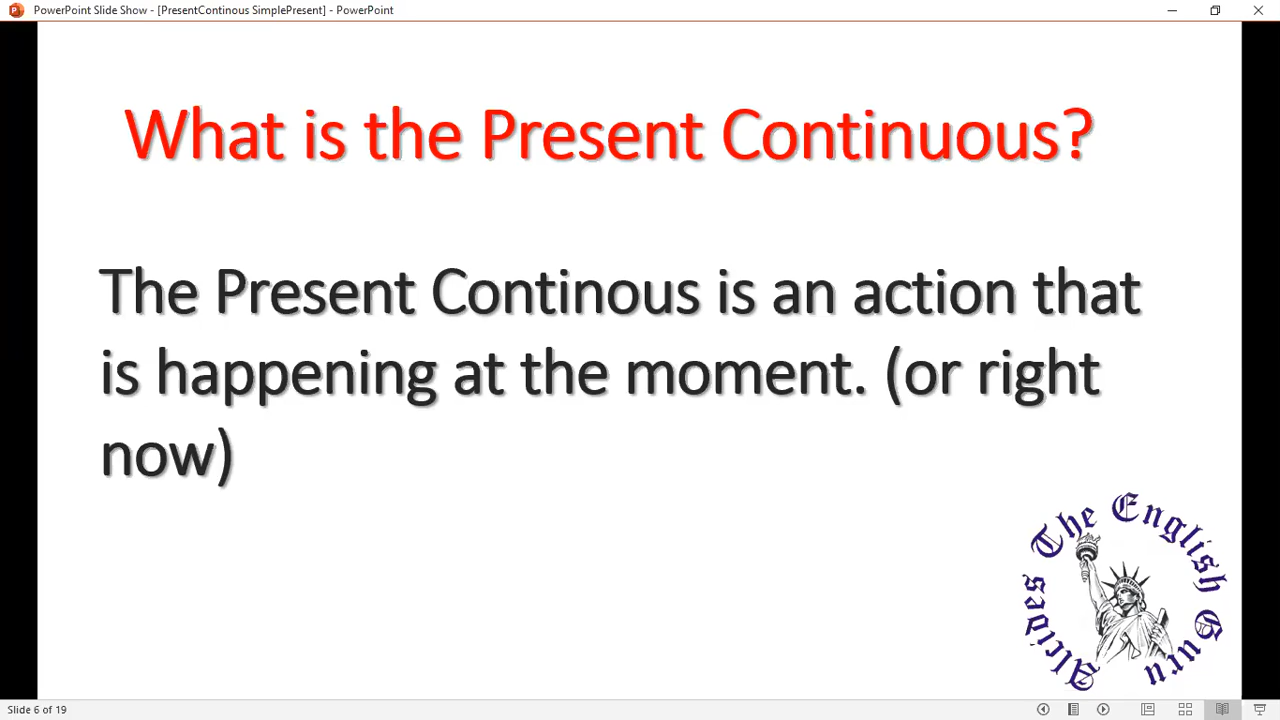 PowerPoint Slide Show - [PresentContinous SimplePresent] - PowerPoint
What is the Present Continuous?
The Present Continous is an action that
is happening at the moment. (or right
now)
Alcides The English Guru
Slide 6 of 19